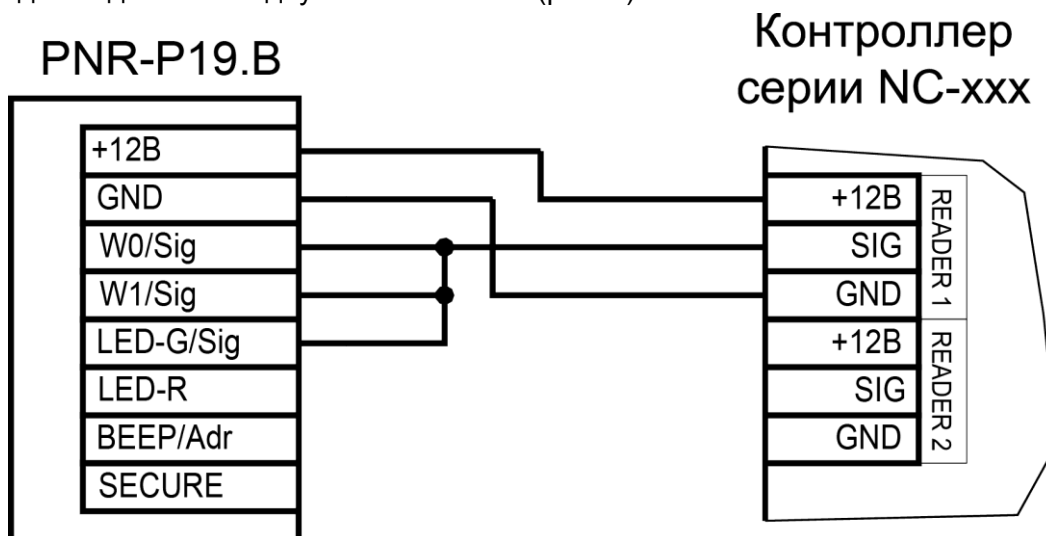 PNR-P19.B
Контроллер
серии NC-xxx
+12В
GND
W0/Sig
W1/Sig
LED-G/Sig
LED-R
BEEP/Adr
SECURE
+12В
SIG
GND
READER 1
+12В
SIG
GND
READER 2